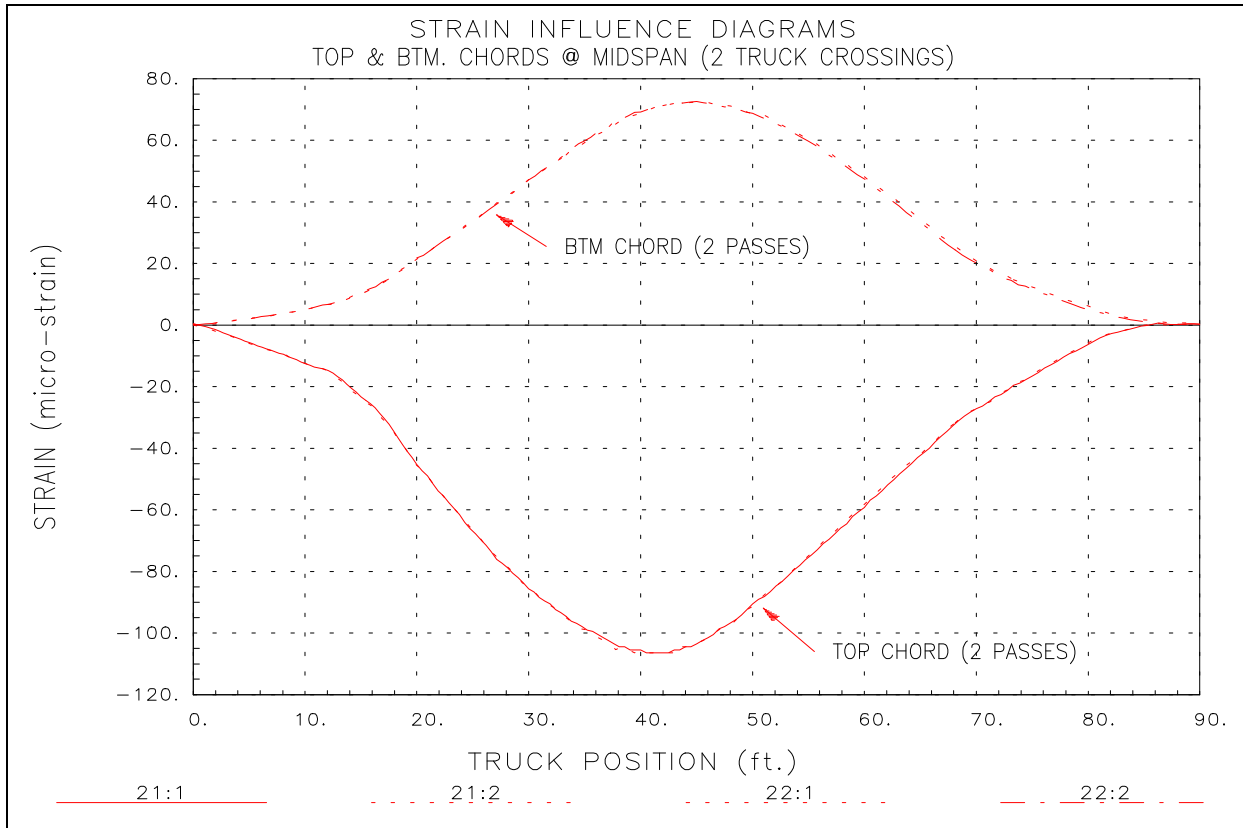 STRAIN INFLUENCE DIAGRAMS
TOP & BTM. CHORDS @ MIDSPAN (2 TRUCK CROSSINGS)
80.
60.
40.
20.
0.
-20.
-40.
-60.
-80.
-100.
-120.
STRAIN (micro-strain)
BTM CHORD (2 PASSES)
TOP CHORD (2 PASSES)
0. 10. 20. 30. 40. 50. 60. 70. 80. 90.
TRUCK POSITION (ft.)
21:1 21:2 22:1 22:2